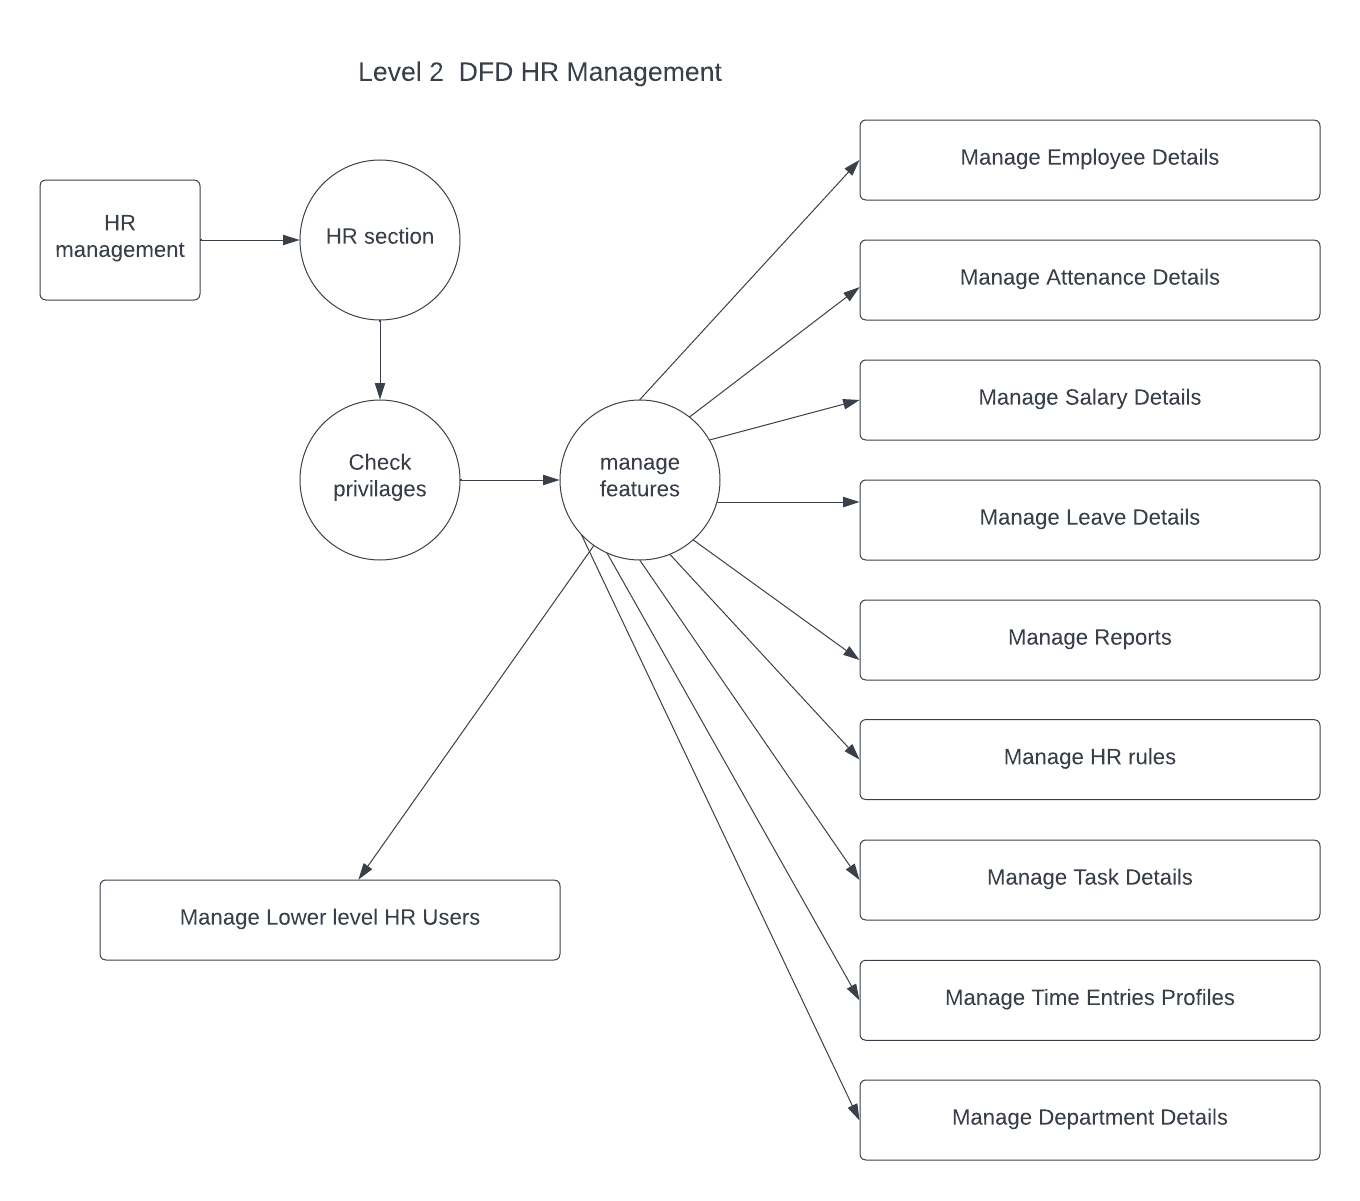 Level 2  DFD HR Management
HR
management
HR section
Check
privilages
manage
features
Manage Employee Details
Manage Attenance Details
Manage Salary Details
Manage Leave Details
Manage Reports
Manage HR rules
Manage Task Details
Manage Time Entries Profiles
Manage Department Details
Manage Lower level HR Users